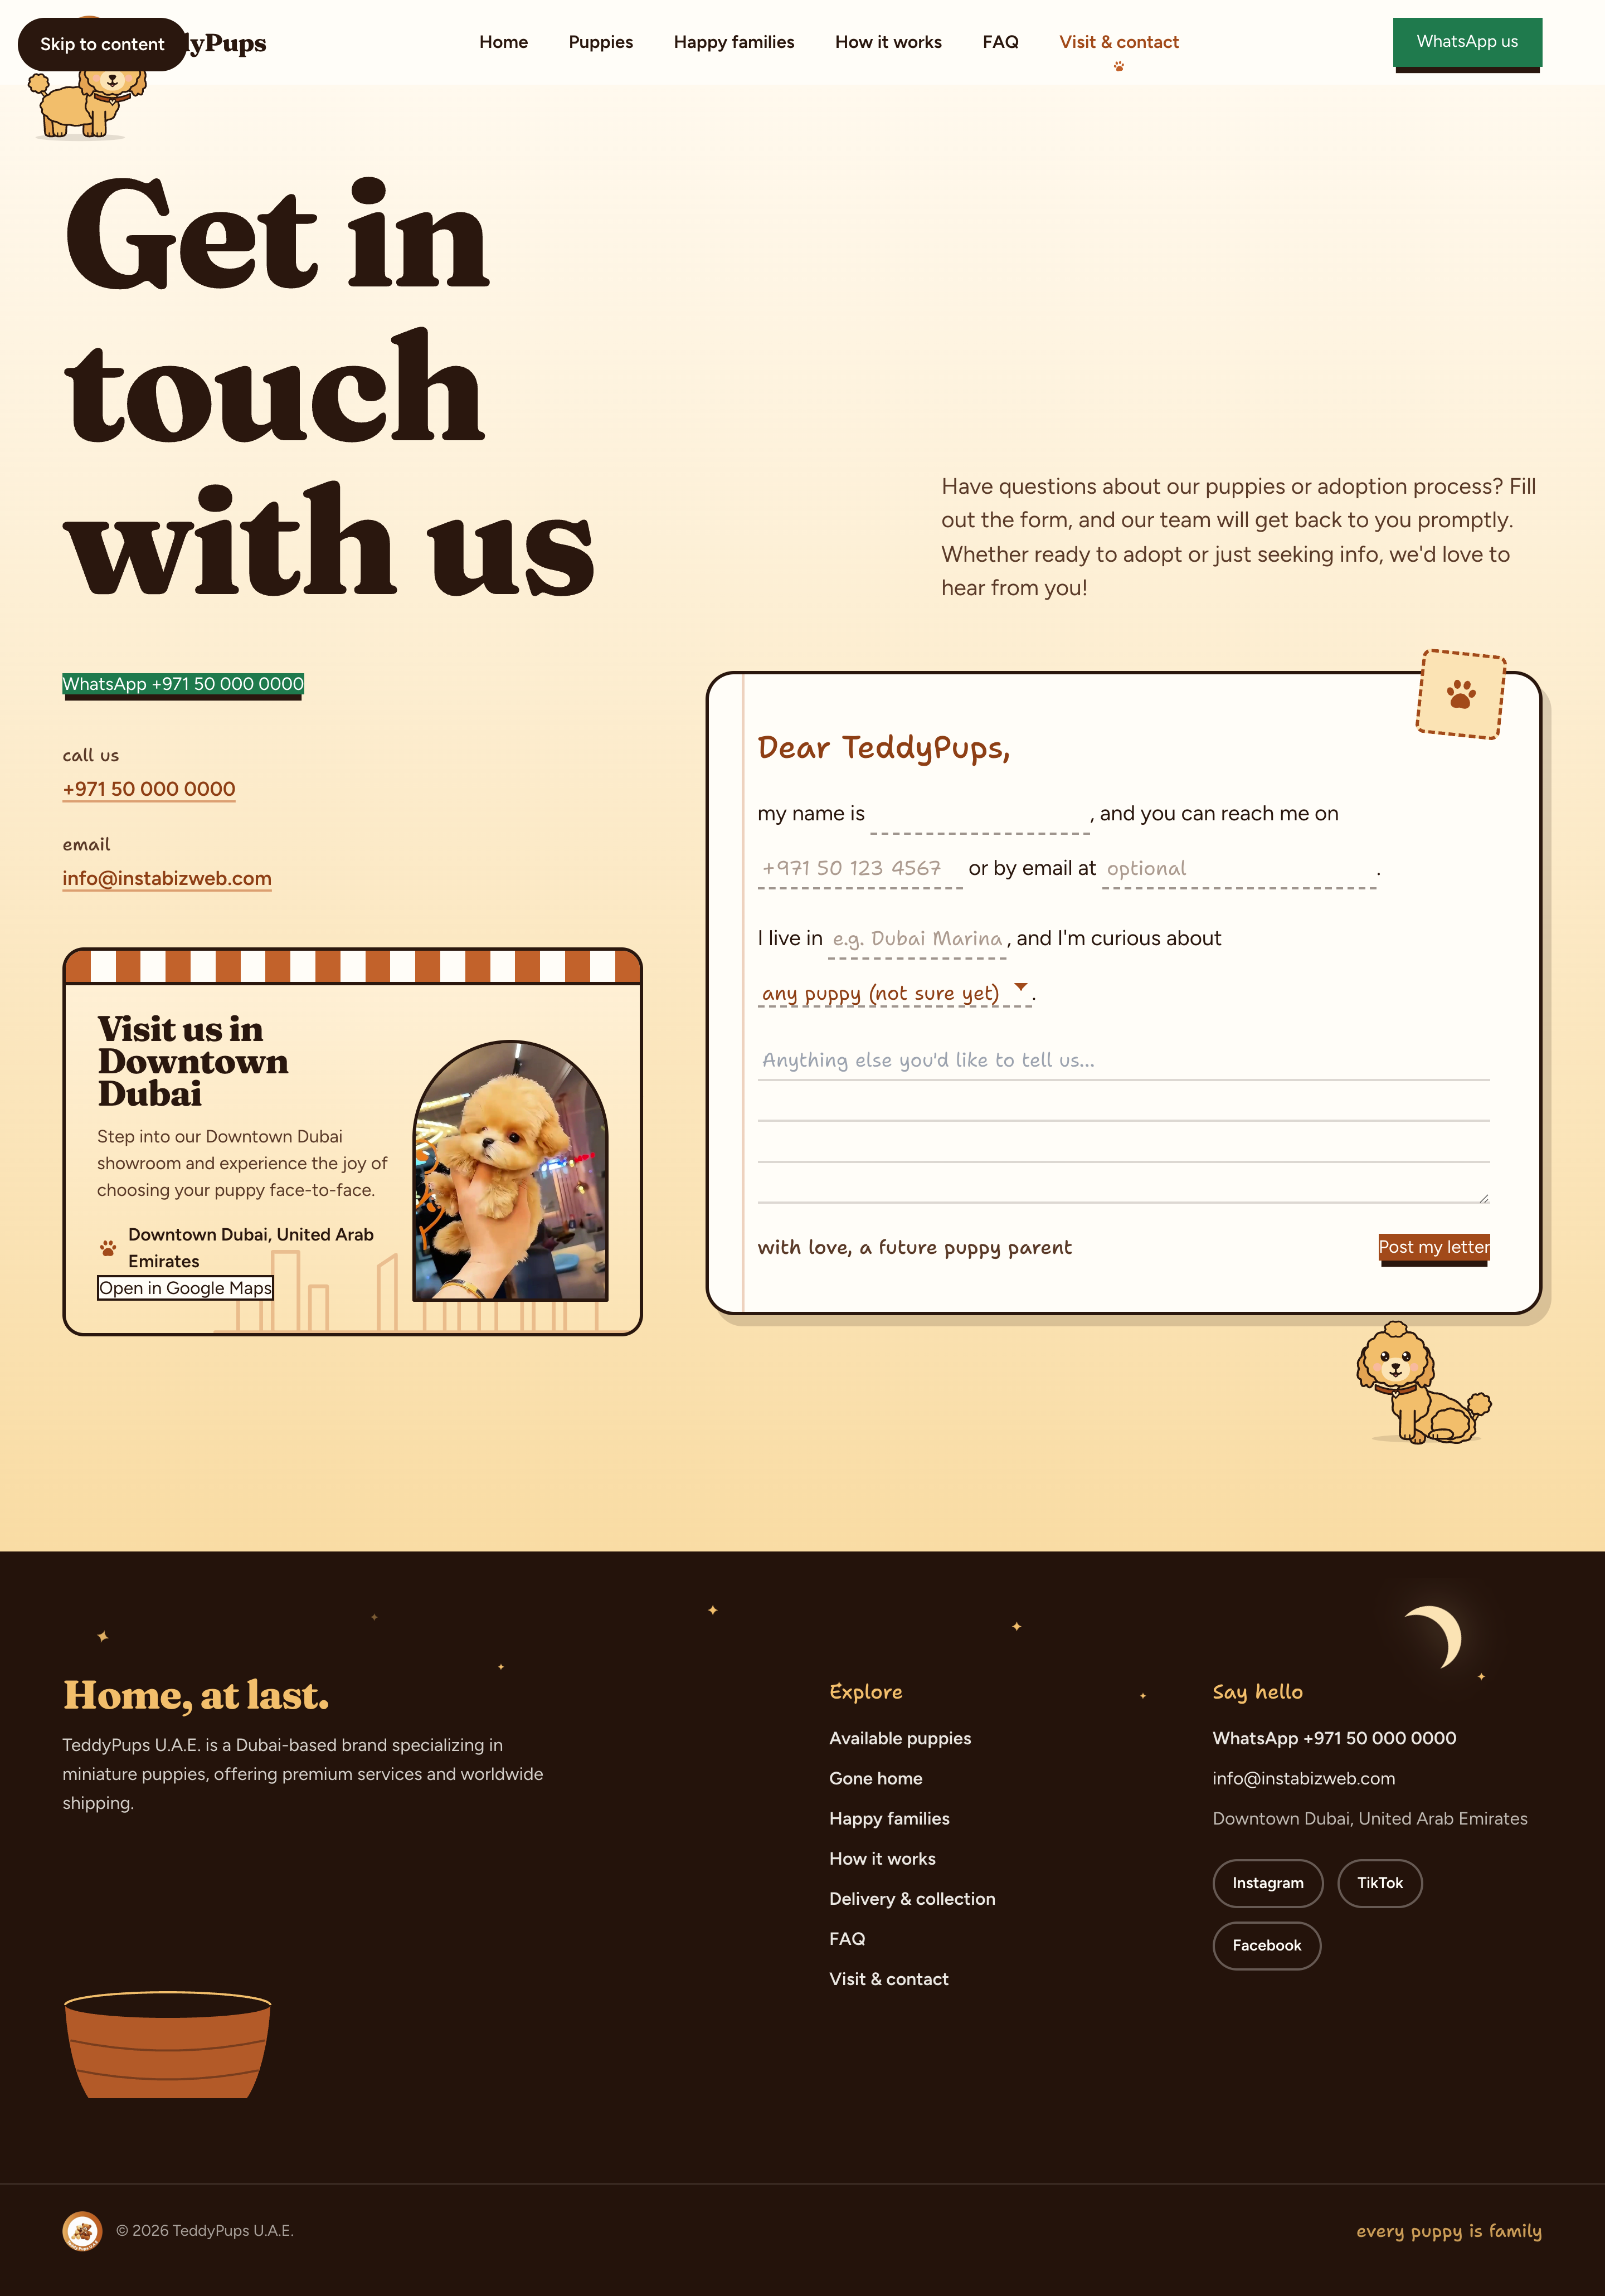 Skip to content
Home
Puppies
Happy families
How it works
FAQ
Visit & contact
WhatsApp us
Get in
touch
with us
Have questions about our puppies or adoption process? Fill
out the form, and our team will get back to you promptly.
Whether ready to adopt or just seeking info, we'd love to
hear from you!
WhatsApp +971 50 000 0000
call us
+971 50 000 0000
email
info@instabizweb.com
Visit us in
Downtown
Dubai
Step into our Downtown Dubai
showroom and experience the joy of
choosing your puppy face-to-face.
Downtown Dubai, United Arab
Emirates
Open in Google Maps
Dear TeddyPups,
my name is , and you can reach me on
+971 50 123 4567 or by email at optional .
I live in e.g. Dubai Marina , and I'm curious about
any puppy (not sure yet) .
Anything else you'd like to tell us...
with love, a future puppy parent
Post my letter
Home, at last.
TeddyPups U.A.E. is a Dubai-based brand specializing in
miniature puppies, offering premium services and worldwide
shipping.
Explore
Available puppies
Gone home
Happy families
How it works
Delivery & collection
FAQ
Visit & contact
Say hello
WhatsApp +971 50 000 0000
info@instabizweb.com
Downtown Dubai, United Arab Emirates
Instagram
TikTok
Facebook
© 2026 TeddyPups U.A.E.
every puppy is family